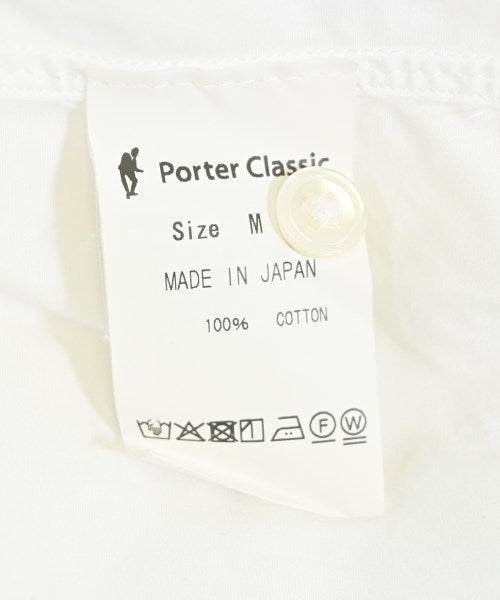 Porter Classic
Size M
MADE IN JAPAN
100% COTTON
F W